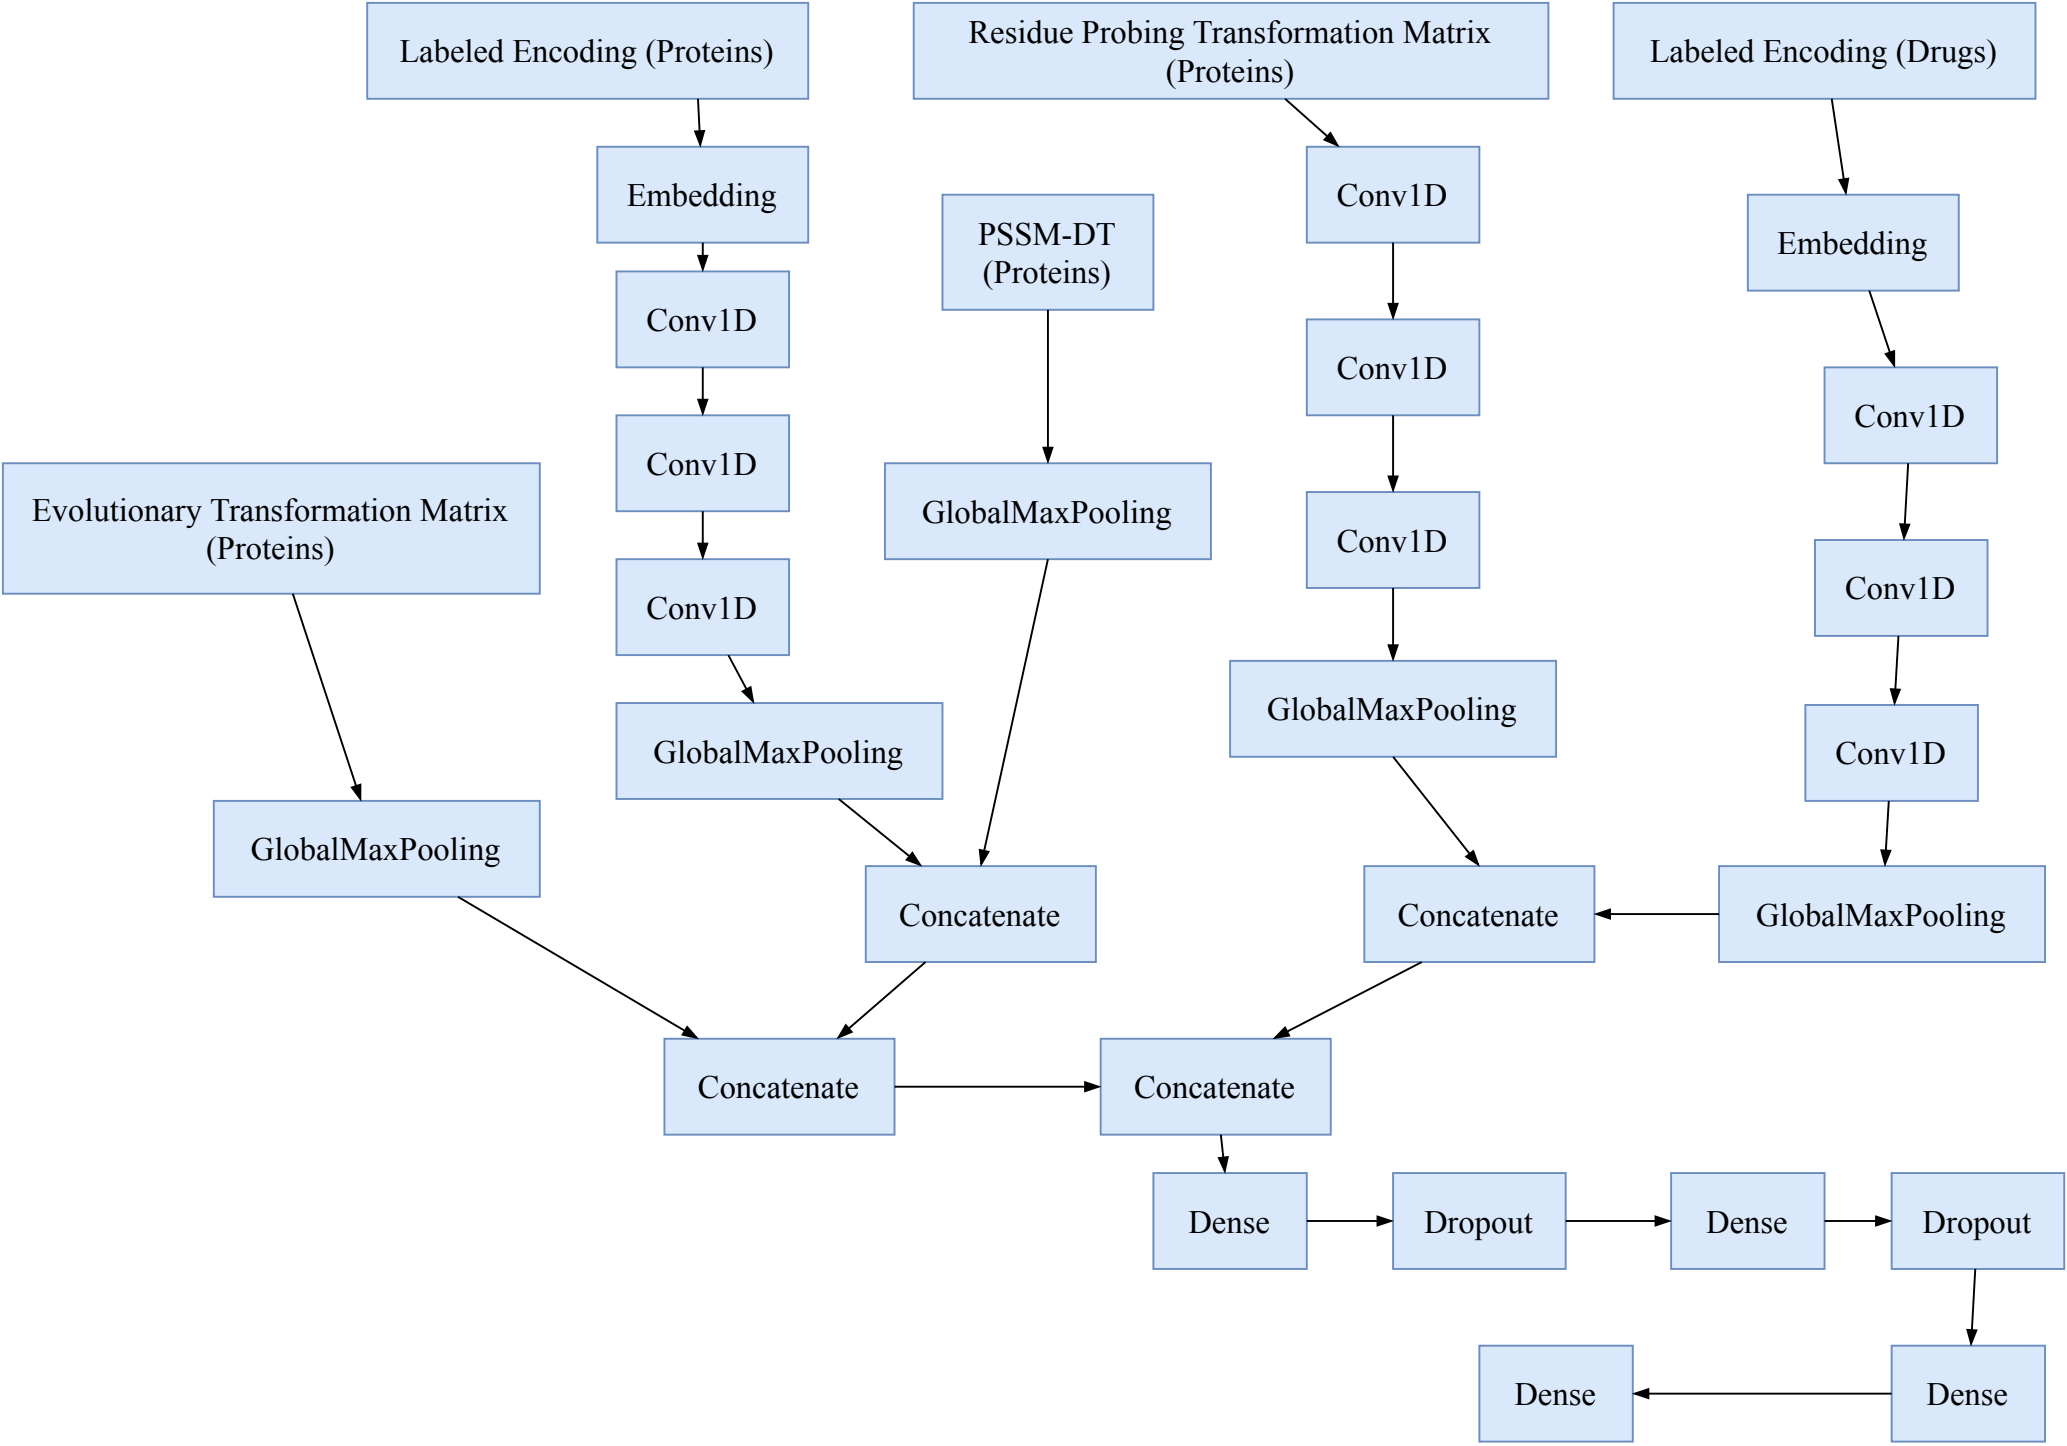 Labeled Encoding (Proteins)
Residue Probing Transformation Matrix
(Proteins)
Labeled Encoding (Drugs)
Embedding
Conv1D
PSSM-DT
(Proteins)
Embedding
Conv1D
Conv1D
Conv1D
Conv1D
Evolutionary Transformation Matrix
(Proteins)
GlobalMaxPooling
Conv1D
Conv1D
Conv1D
GlobalMaxPooling
GlobalMaxPooling
Conv1D
GlobalMaxPooling
Concatenate
Concatenate
GlobalMaxPooling
Concatenate
Concatenate
Dense
Dropout
Dense
Dropout
Dense
Dense